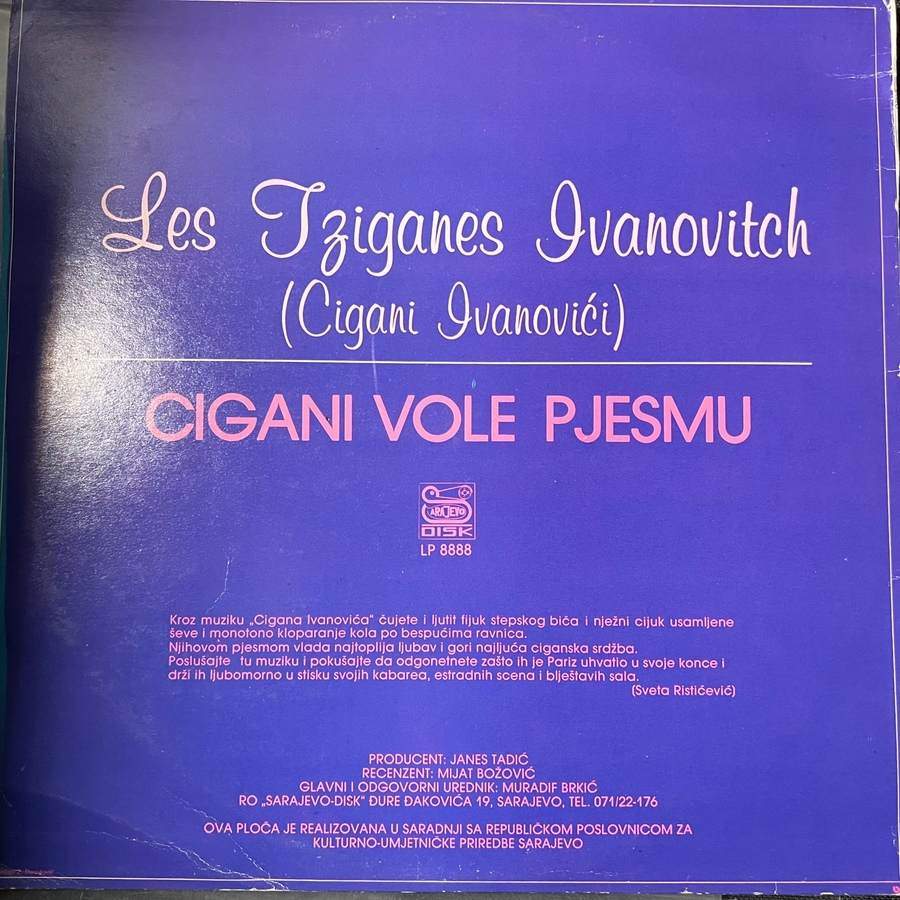 Les Tziganes Ivanovitch
(Cigani Ivanovići)
CIGANI VOLE PJESMU
SARAJEVO
DISK
LP 8888
Kroz muziku „Cigana Ivanovića“ čujete i ljutit fijuk stepskog biča i nježni cijuk usamljene
ševe i monotono kloparanje kola po bespućima ravnica.
Njihovom pjesmom vlada najtoplija ljubav i gori najljuća ciganska srdžba.
Poslušajte tu muziku i pokušajte da odgonetnete zašto ih je Pariz uhvatio u svoje konce i
drži ih ljubomorno u stisku svojih kabarea, estradnih scena i blještavih sala.
(Sveta Ristićević)
PRODUCENT: JANES TADIĆ
RECENZENT: MIJAT BOŽOVIĆ
GLAVNI I ODGOVORNI UREDNIK: MURADIF BRKIĆ
RO „SARAJEVO-DISK“ ĐURE ĐAKOVIĆA 19, SARAJEVO, TEL. 071/22-176
OVA PLOČA JE REALIZOVANA U SARADNJI SA REPUBLIČKOM POSLOVNICOM ZA
KULTURNO-UMJETNIČKE PRIREDBE SARAJEVO